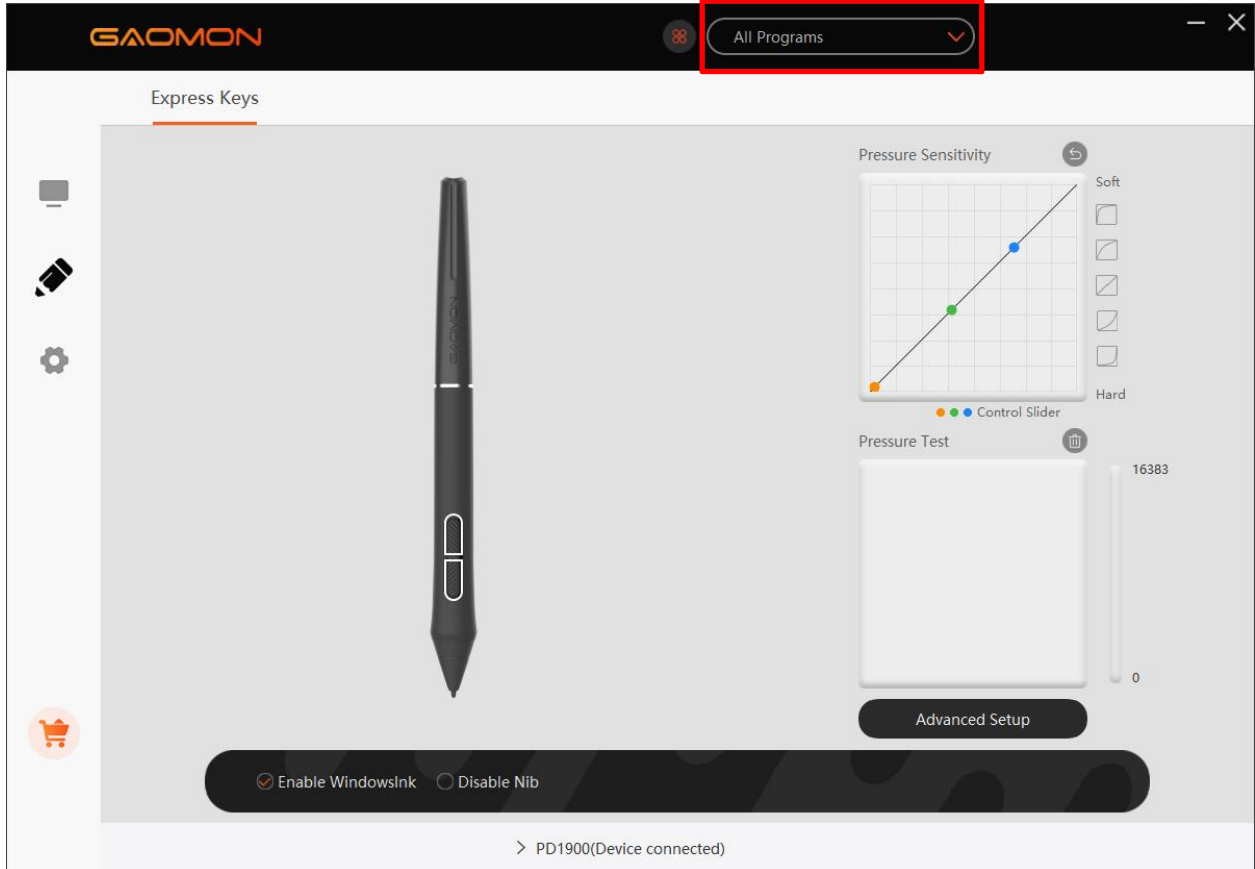 GAOMON
All Programs
Express Keys
Pressure Sensitivity
Soft
GAOMON
Hard
Control Slider
Pressure Test
16383
0
Advanced Setup
Enable WindowsInk
Disable Nib
PD1900(Device connected)